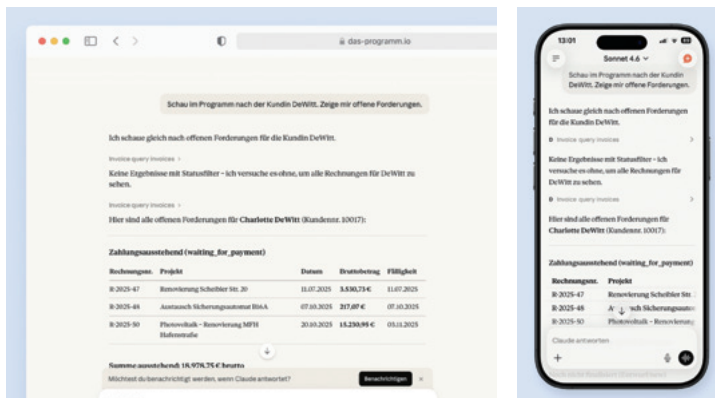 das-programm.io
Schau im Programm nach der Kundin DeWitt. Zeige mir offene Forderungen.
Ich schaue gleich nach offenen Forderungen für die Kundin DeWitt.
Invoice query invoices >
Keine Ergebnisse mit Statusfilter – ich versuche es ohne, um alle Rechnungen für DeWitt zu
sehen.
Invoice query invoices >
Hier sind alle offenen Forderungen für Charlotte DeWitt (Kundennr. 10017):
Zahlungsausstehend (waiting_for_payment)
Rechnungsnr. Projekt Datum Bruttobetrag Fälligkeit
R-2025-47 Renovierung Scheibler Str. 20 11.07.2025 3.530,73 € 11.07.2025
R-2025-48 Austausch Sicherungsautomat B16A 07.10.2025 217,07 € 07.10.2025
R-2025-50 Photovoltaik – Renovierung MFH 20.10.2025 15.230,95 € 03.11.2025
Hafenstraße
Summe ausstehend: 18.978,75 € brutto
Möchtest du benachrichtigt werden, wenn Claude antwortet? Benachrichtigen ×
13:01
Sonnet 4.6
Schau im Programm nach der Kundin
DeWitt. Zeige mir offene Forderungen.
Ich schaue gleich nach offenen Forderungen
für die Kundin DeWitt.
Invoice query invoices >
Keine Ergebnisse mit Statusfilter – ich
versuche es ohne, um alle Rechnungen für
DeWitt zu sehen.
Invoice query invoices >
Hier sind alle offenen Forderungen für
Charlotte DeWitt (Kundennr. 10017):
Zahlungsausstehend (waiting_for_payment)
Rechnungsnr. Projekt
R-2025-47 Renovierung Scheibler Str.
R-2025-48
R-2025-50 Photovoltaik – Renovierung
Claude antworten